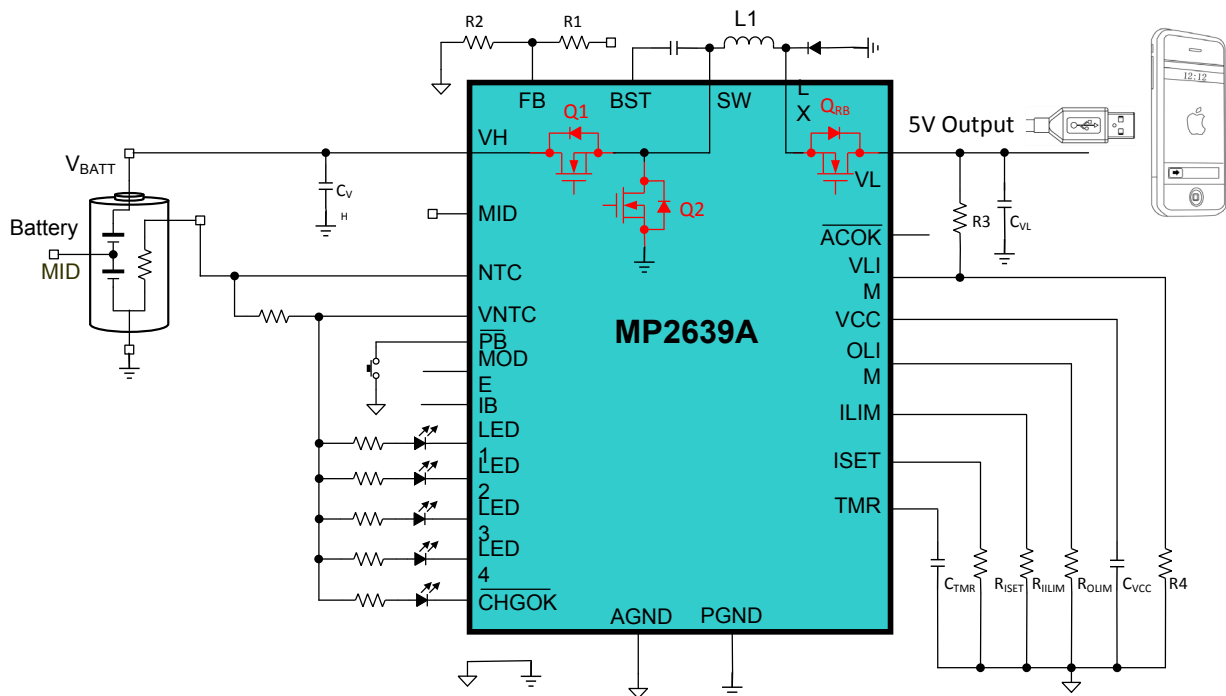 R2
R1
L1
FB
BST
SW
L
X
Q1
QRB
5V Output
12:12
VH
VL
VBATT
CV
H
Q2
MID
R3
CVL
Battery
MID
ACOK
NTC
VLI
M
VNTC
VCC
PB
MP2639A
MOD
E
OLI
M
IB
ILIM
LED
1
LED
2
ISET
LED
3
TMR
LED
4
CHGOK
CTMR
RISET
RIILIM
ROLIM
CVCC
R4
AGND
PGND